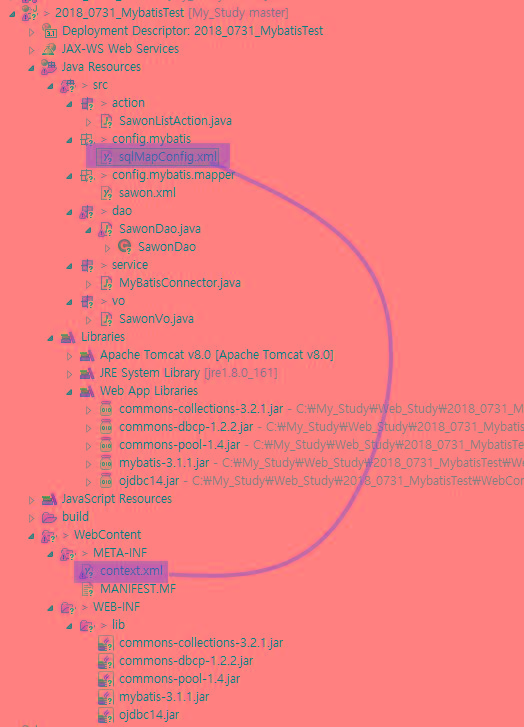 > 2018_0731_MybatisTest [My_Study master]
Deployment Descriptor: 2018_0731_MybatisTest
JAX-WS Web Services
Java Resources
> src
> action
SawonListAction.java
> config.mybatis
sqlMapConfig.xml
> config.mybatis.mapper
sawon.xml
> dao
SawonDao.java
> SawonDao
> service
MyBatisConnector.java
> vo
SawonVo.java
Libraries
Apache Tomcat v8.0 [Apache Tomcat v8.0]
JRE System Library [jre1.8.0_161]
Web App Libraries
commons-collections-3.2.1.jar - C:₩My_Study₩Web_Study₩2018_0731_M
commons-dbcp-1.2.2.jar - C:₩My_Study₩Web_Study₩2018_0731_Mybatis
commons-pool-1.4.jar - C:₩My_Study₩Web_Study₩2018_0731_MybatisTe
mybatis-3.1.1.jar - C:₩My_Study₩Web_Study₩2018_0731_MybatisTest₩W
ojdbc14.jar - C:₩My_Study₩Web_Study₩2018_0731_MybatisTest₩WebCor
JavaScript Resources
build
> WebContent
> META-INF
context.xml
MANIFEST.MF
> WEB-INF
> lib
commons-collections-3.2.1.jar
commons-dbcp-1.2.2.jar
commons-pool-1.4.jar
mybatis-3.1.1.jar
ojdbc14.jar